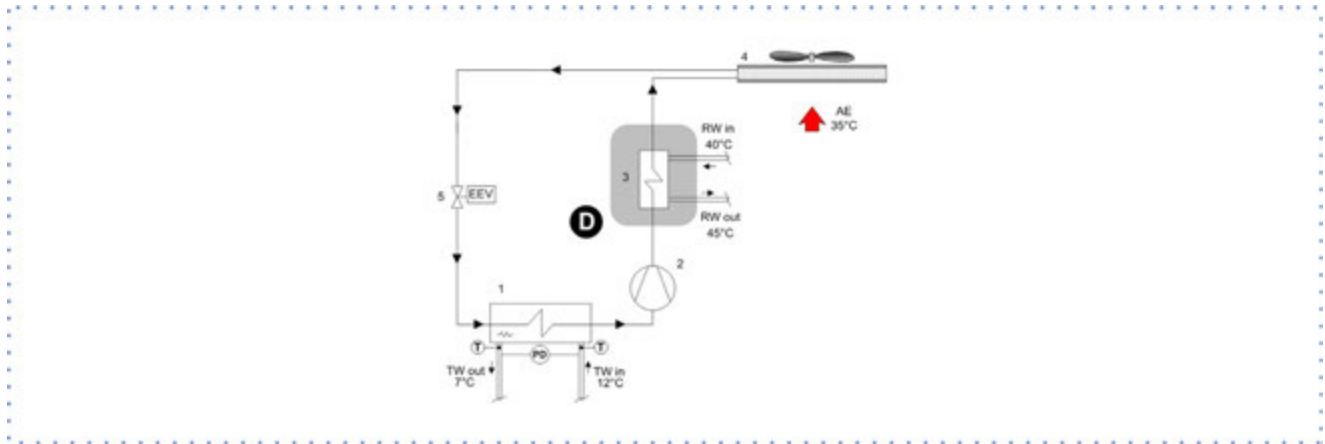 4
AE
35°C
RW in
40°C
3
5
EEV
D
RW out
45°C
2
1
T
PD
T
TW out
7°C
TW in
12°C